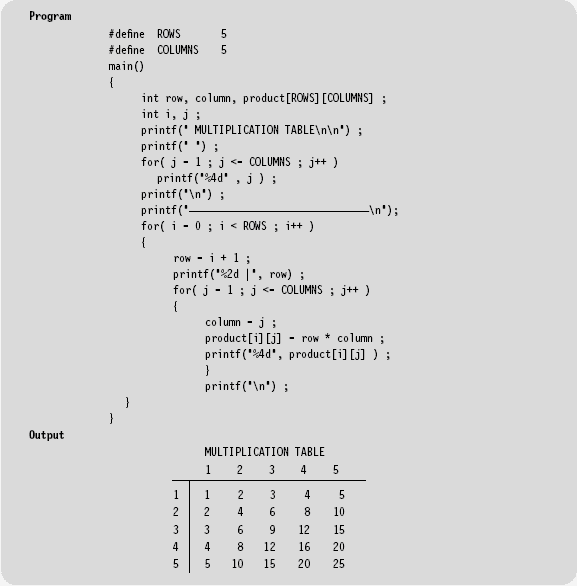 Program
#define ROWS 5
#define COLUMNS 5
main()
{
int row, column, product[ROWS][COLUMNS] ;
int i, j ;
printf(" MULTIPLICATION TABLE\n\n") ;
printf(" ") ;
for( j = 1 ; j <= COLUMNS ; j++ )
printf("%4d" , j ) ;
printf("\n") ;
printf("—————————————————————\n");
for( i = 0 ; i < ROWS ; i++ )
{
row = i + 1 ;
printf("%2d |", row) ;
for( j = 1 ; j <= COLUMNS ; j++ )
{
column = j ;
product[i][j] = row * column ;
printf("%4d", product[i][j] ) ;
}
printf("\n") ;
}
}
Output
MULTIPLICATION TABLE
1 2 3 4 5
1 1 2 3 4 5
2 2 4 6 8 10
3 3 6 9 12 15
4 4 8 12 16 20
5 5 10 15 20 25